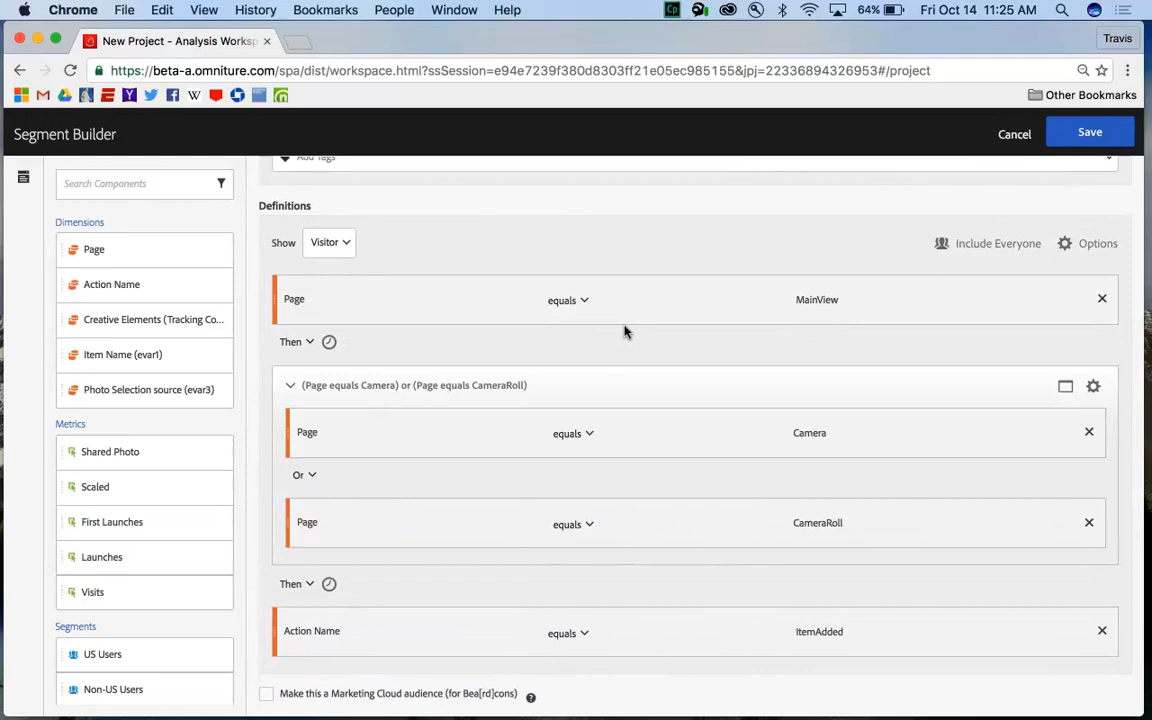 Chrome File Edit View History Bookmarks People Window Help 64% Fri Oct 14 11:25 AM
New Project - Analysis Worksp Travis
https://beta-a.omniture.com/spa/dist/workspace.html?ssSession=e94e7239f380d8303ff21e05ec985155&jpj=22336894326953#/project
Other Bookmarks
Segment Builder Cancel Save
Add Tags
Search Components
Definitions
Dimensions
Show Visitor Include Everyone Options
Page
Action Name
Page equals MainView
Creative Elements (Tracking Co...
Then
Item Name (evar1)
Photo Selection source (evar3)
(Page equals Camera) or (Page equals CameraRoll)
Metrics
Page equals Camera
Shared Photo
Or
Scaled
First Launches
Page equals CameraRoll
Launches
Visits
Then
Segments
Action Name equals ItemAdded
US Users
Non-US Users
Make this a Marketing Cloud audience (for Bea[rd]cons)